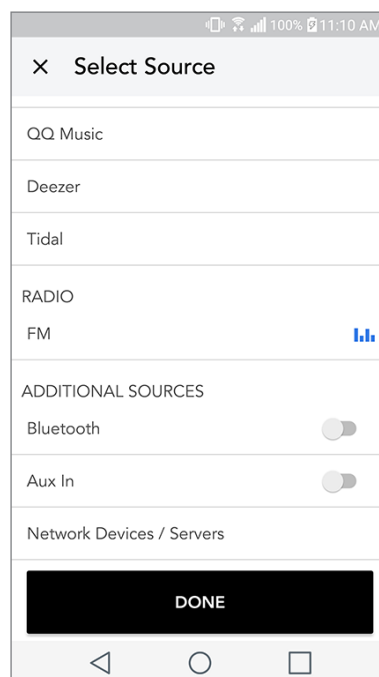 100% 11:10 AM
Select Source
QQ Music
Deezer
Tidal
RADIO
FM
ADDITIONAL SOURCES
Bluetooth
Aux In
Network Devices / Servers
DONE